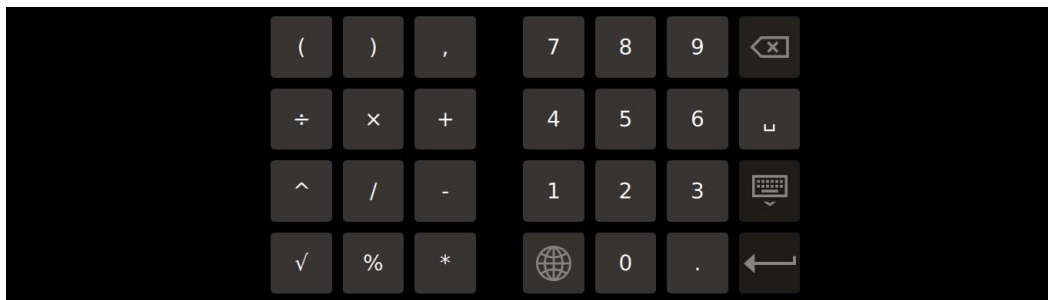 ( ) , 7 8 9
÷ × + 4 5 6 ␣
^ / - 1 2 3
√ % * 0 .